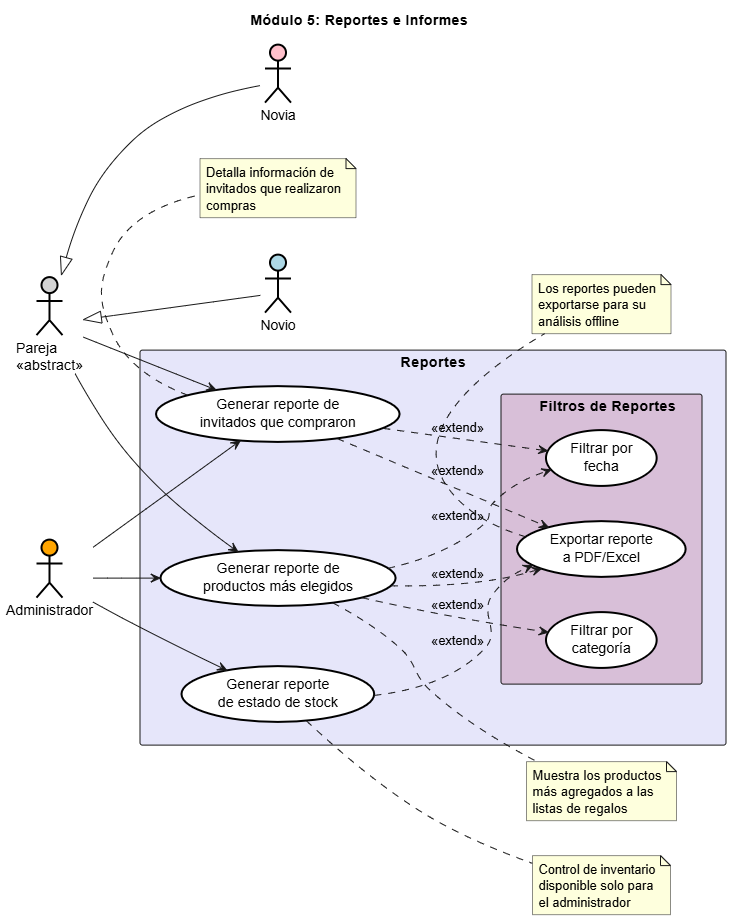 Módulo 5: Reportes e Informes
Novia
Detalla información de
invitados que realizaron
compras
Novio
Los reportes pueden
exportarse para su
análisis offline
Pareja
«abstract»
Reportes
Generar reporte de
invitados que compraron
Filtros de Reportes
«extend»
Filtrar por
fecha
«extend»
«extend»
Exportar reporte
a PDF/Excel
Administrador
Generar reporte de
productos más elegidos
«extend»
«extend»
Filtrar por
categoría
«extend»
Generar reporte
de estado de stock
Muestra los productos
más agregados a las
listas de regalos
Control de inventario
disponible solo para
el administrador